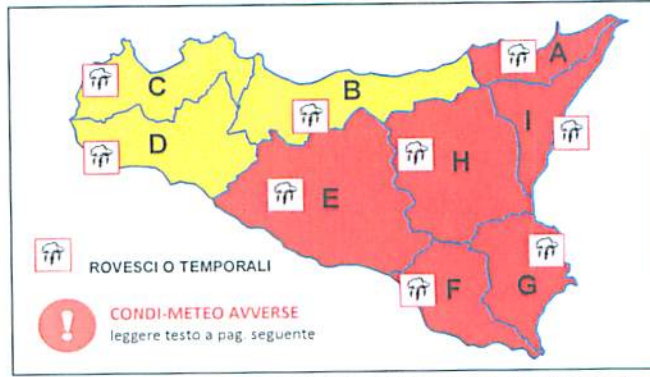 A
C
B
I
D
H
E
F
G
ROVESCI O TEMPORALI
CONDI-METEO AVVERSE
leggere testo a pag. seguente